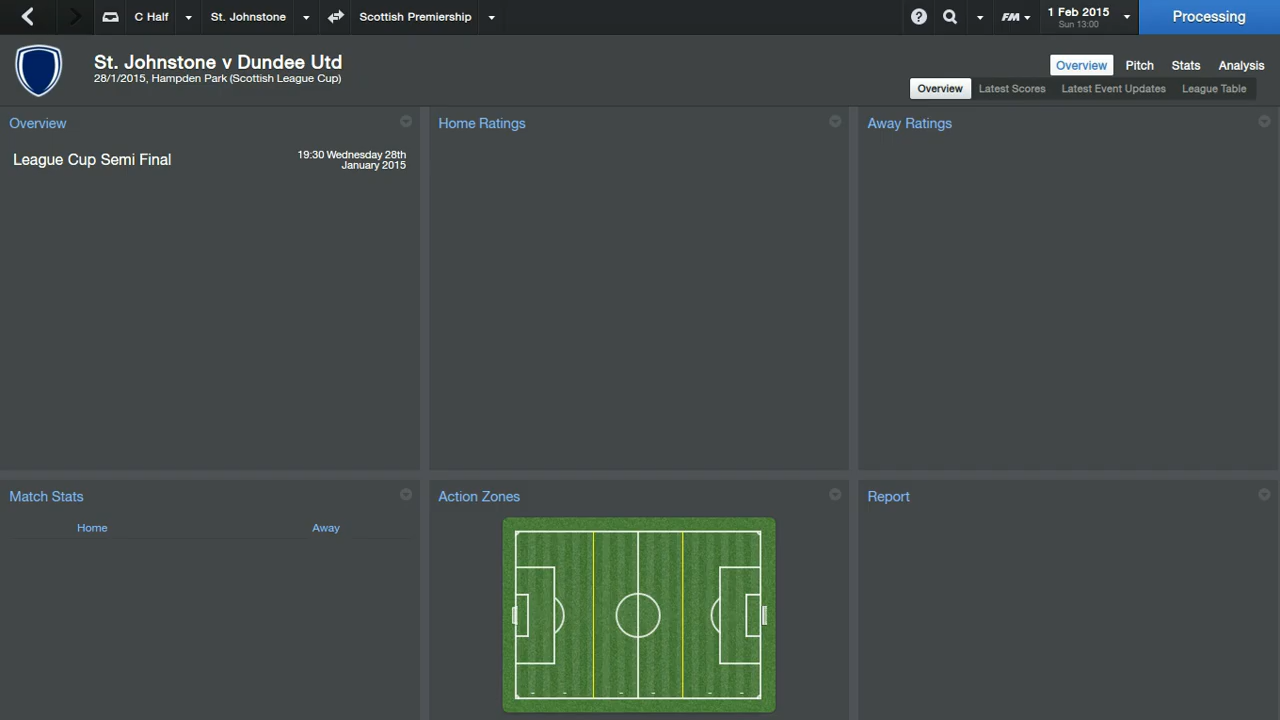 C Half
St. Johnstone
Scottish Premiership
?
FM
1 Feb 2015
Sun 13:00
Processing
St. Johnstone v Dundee Utd
28/1/2015, Hampden Park (Scottish League Cup)
Overview Pitch Stats Analysis
Overview Latest Scores Latest Event Updates League Table
Overview
League Cup Semi Final
19:30 Wednesday 28th
January 2015
Home Ratings
Away Ratings
Match Stats
Home Away
Action Zones
Report